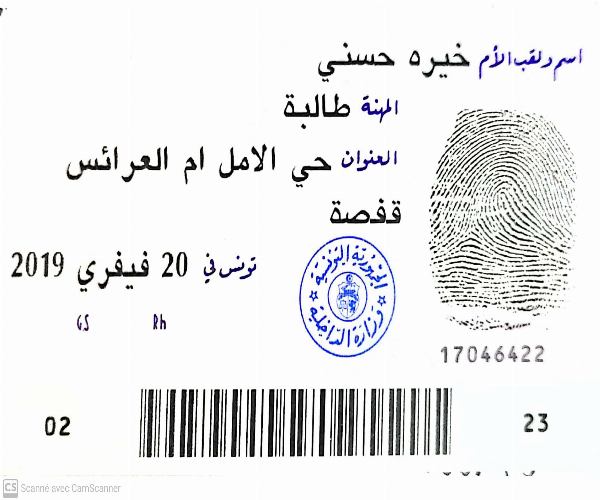 اسم ولقب الأم خيره حسني
المهنة طالبة
العنوان حي الامل ام العرائس
قفصة
تونس في 20 فيفري 2019
GS Rh
الجمهورية التونسية
وزارة الداخلية
17046422
02
23
CS Scanné avec CamScanner